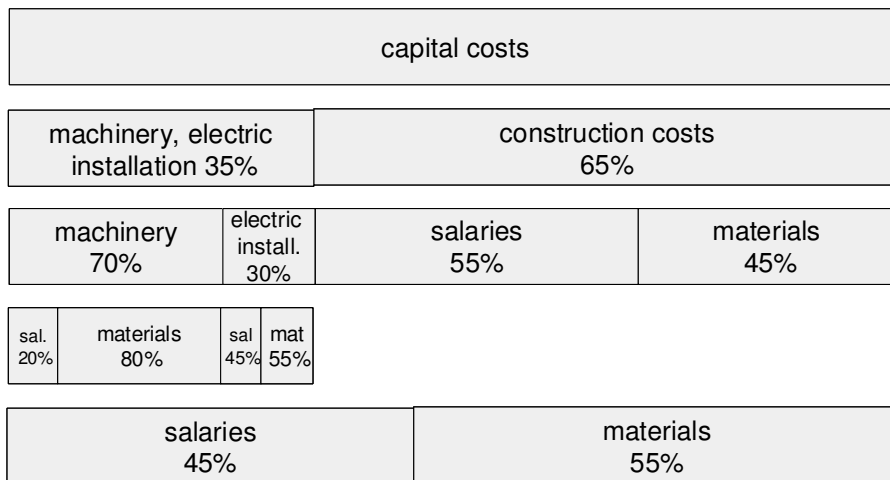 capital costs
machinery, electric
installation 35%
construction costs
65%
machinery
70%
electric
install.
30%
salaries
55%
materials
45%
sal.
20%
materials
80%
sal
45%
mat
55%
salaries
45%
materials
55%